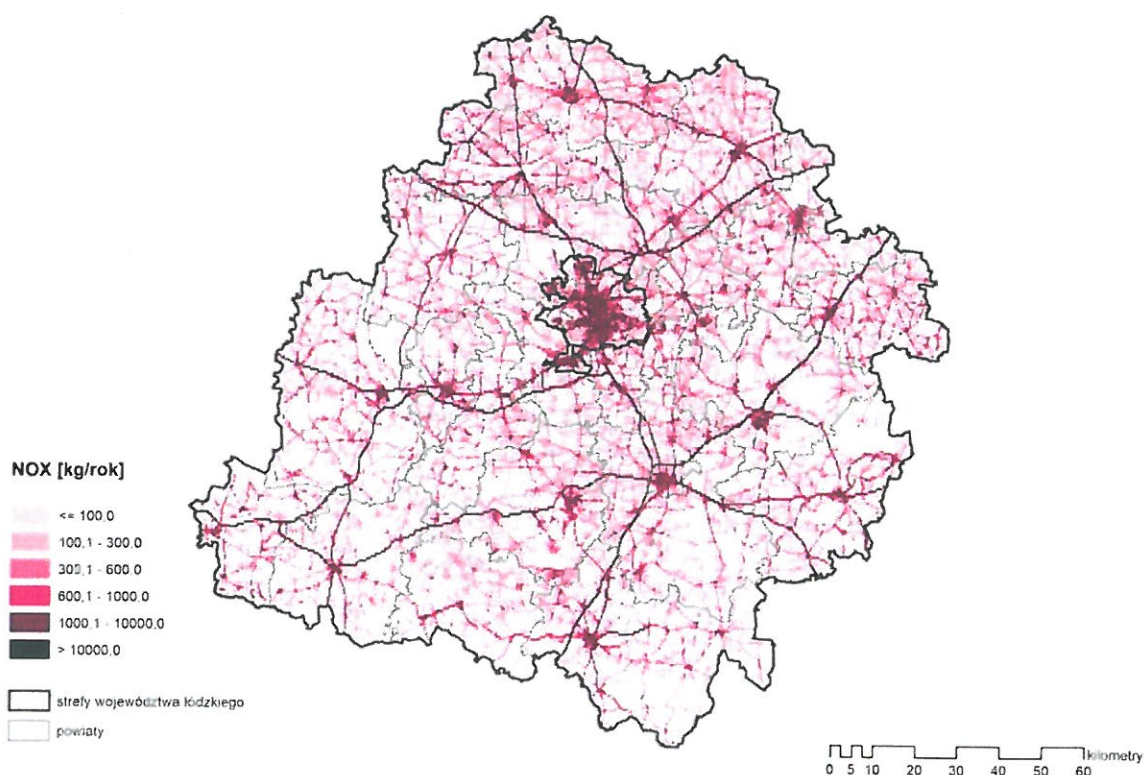 NOX [kg/rok]
<= 100,0
100,1 - 300,0
300,1 - 600,0
600,1 - 1000,0
1000,1 - 10000,0
> 10000,0
strefy województwa łódzkiego
powiaty
kilometry
0 5 10 20 30 40 50 60